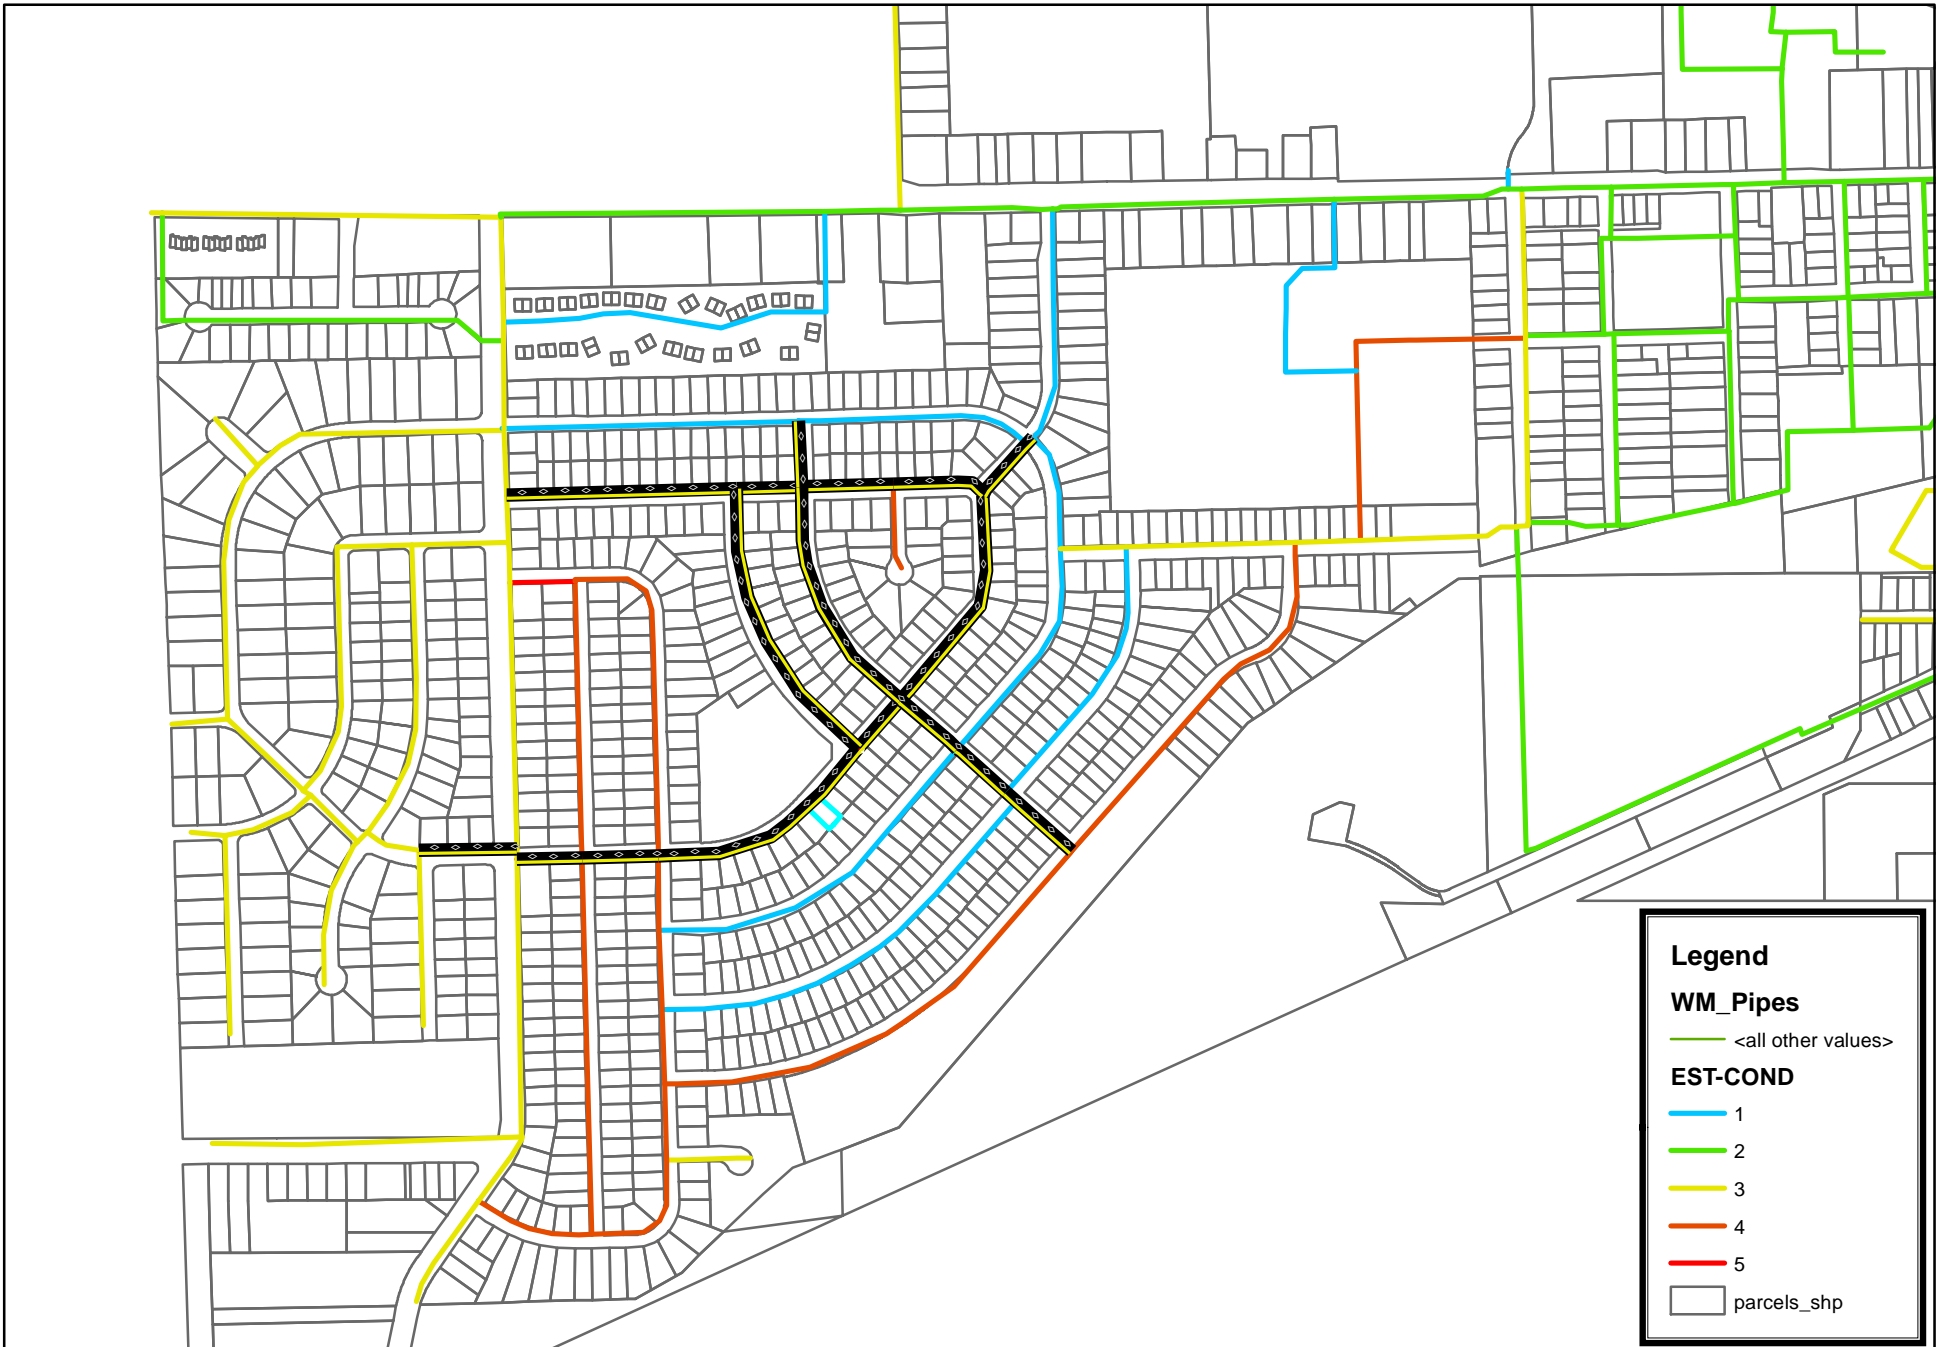 Legend
WM_Pipes
<all other values>
EST-COND
1
2
3
4
5
parcels_shp